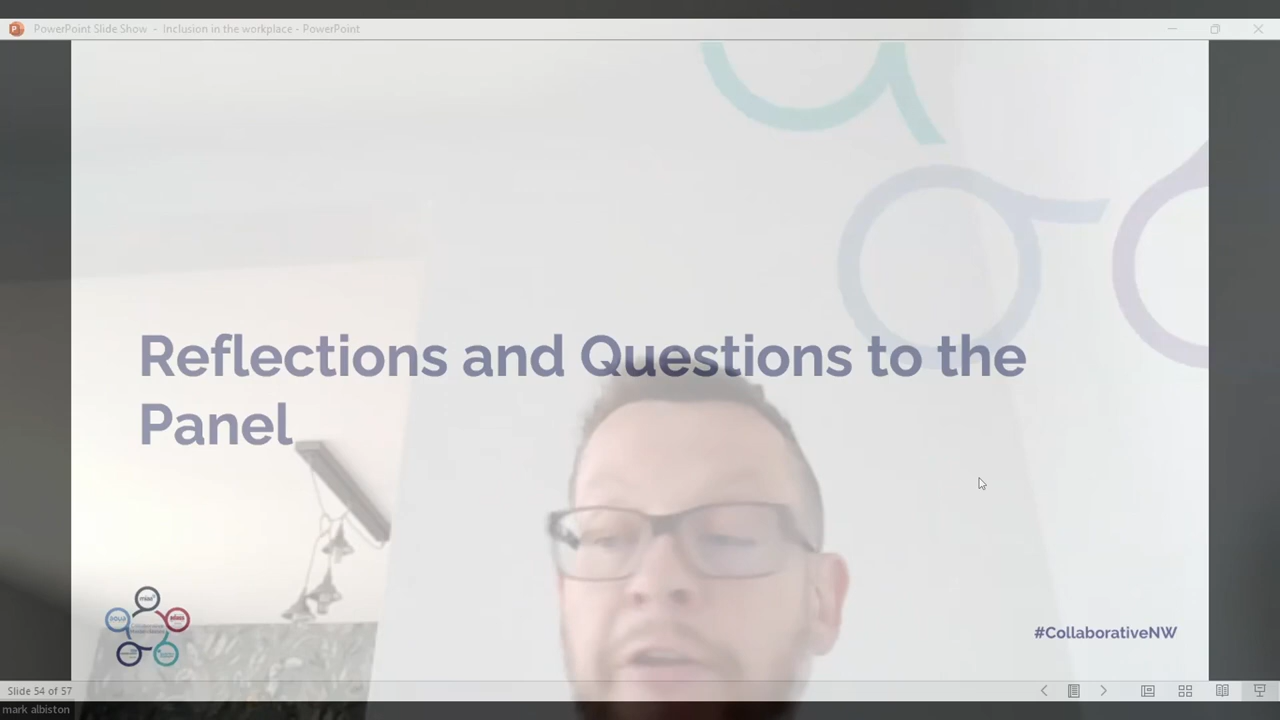 PowerPoint Slide Show - Inclusion in the workplace - PowerPoint
Reflections and Questions to the
Panel
#CollaborativeNW
Slide 54 of 57
mark albiston